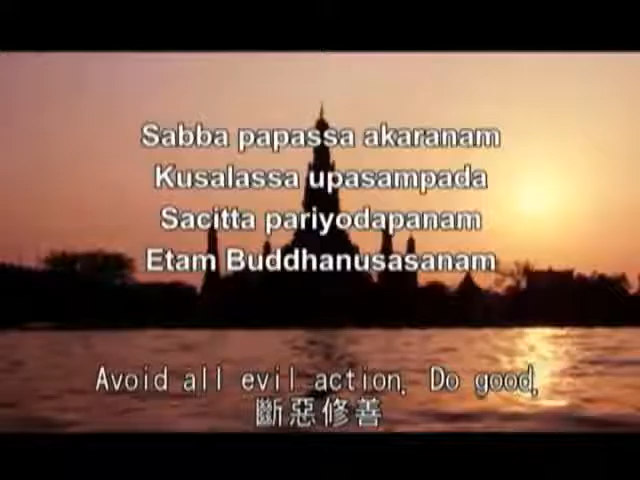 Sabba papassa akaranam
Kusalassa upasampada
Sacitta pariyodapanam
Etam Buddhanusasanam
Avoid all evil action, Do good,
斷惡修善